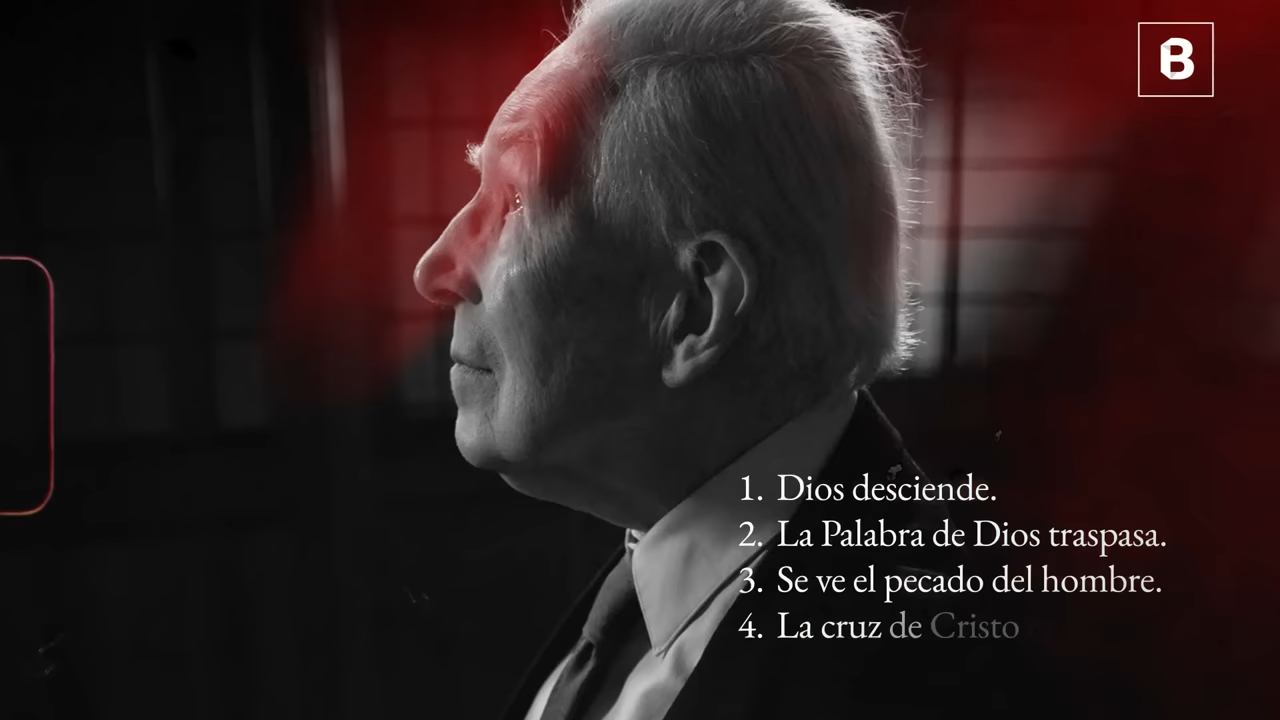 B
1. Dios desciende.
2. La Palabra de Dios traspasa.
3. Se ve el pecado del hombre.
4. La cruz de Cristo